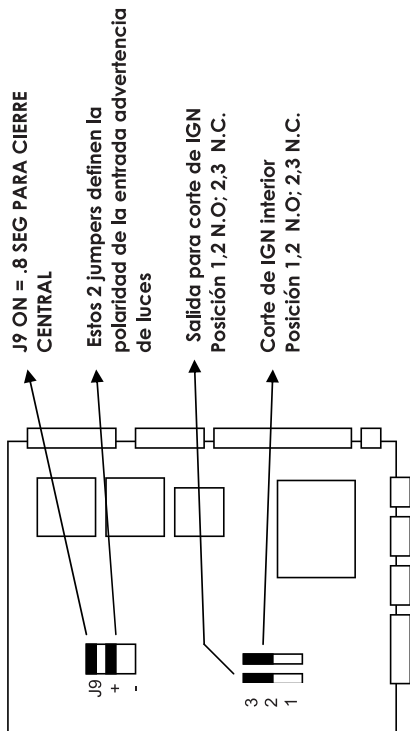 J9 ON = .8 SEG PARA CIERRE
CENTRAL
Estos 2 jumpers definen la
polaridad de la entrada advertencia
de luces
Salida para corte de IGN
Posición 1,2 N.O; 2,3 N.C.
Corte de IGN interior
Posición 1,2 N.O; 2,3 N.C.
J9
+
-
3
2
1